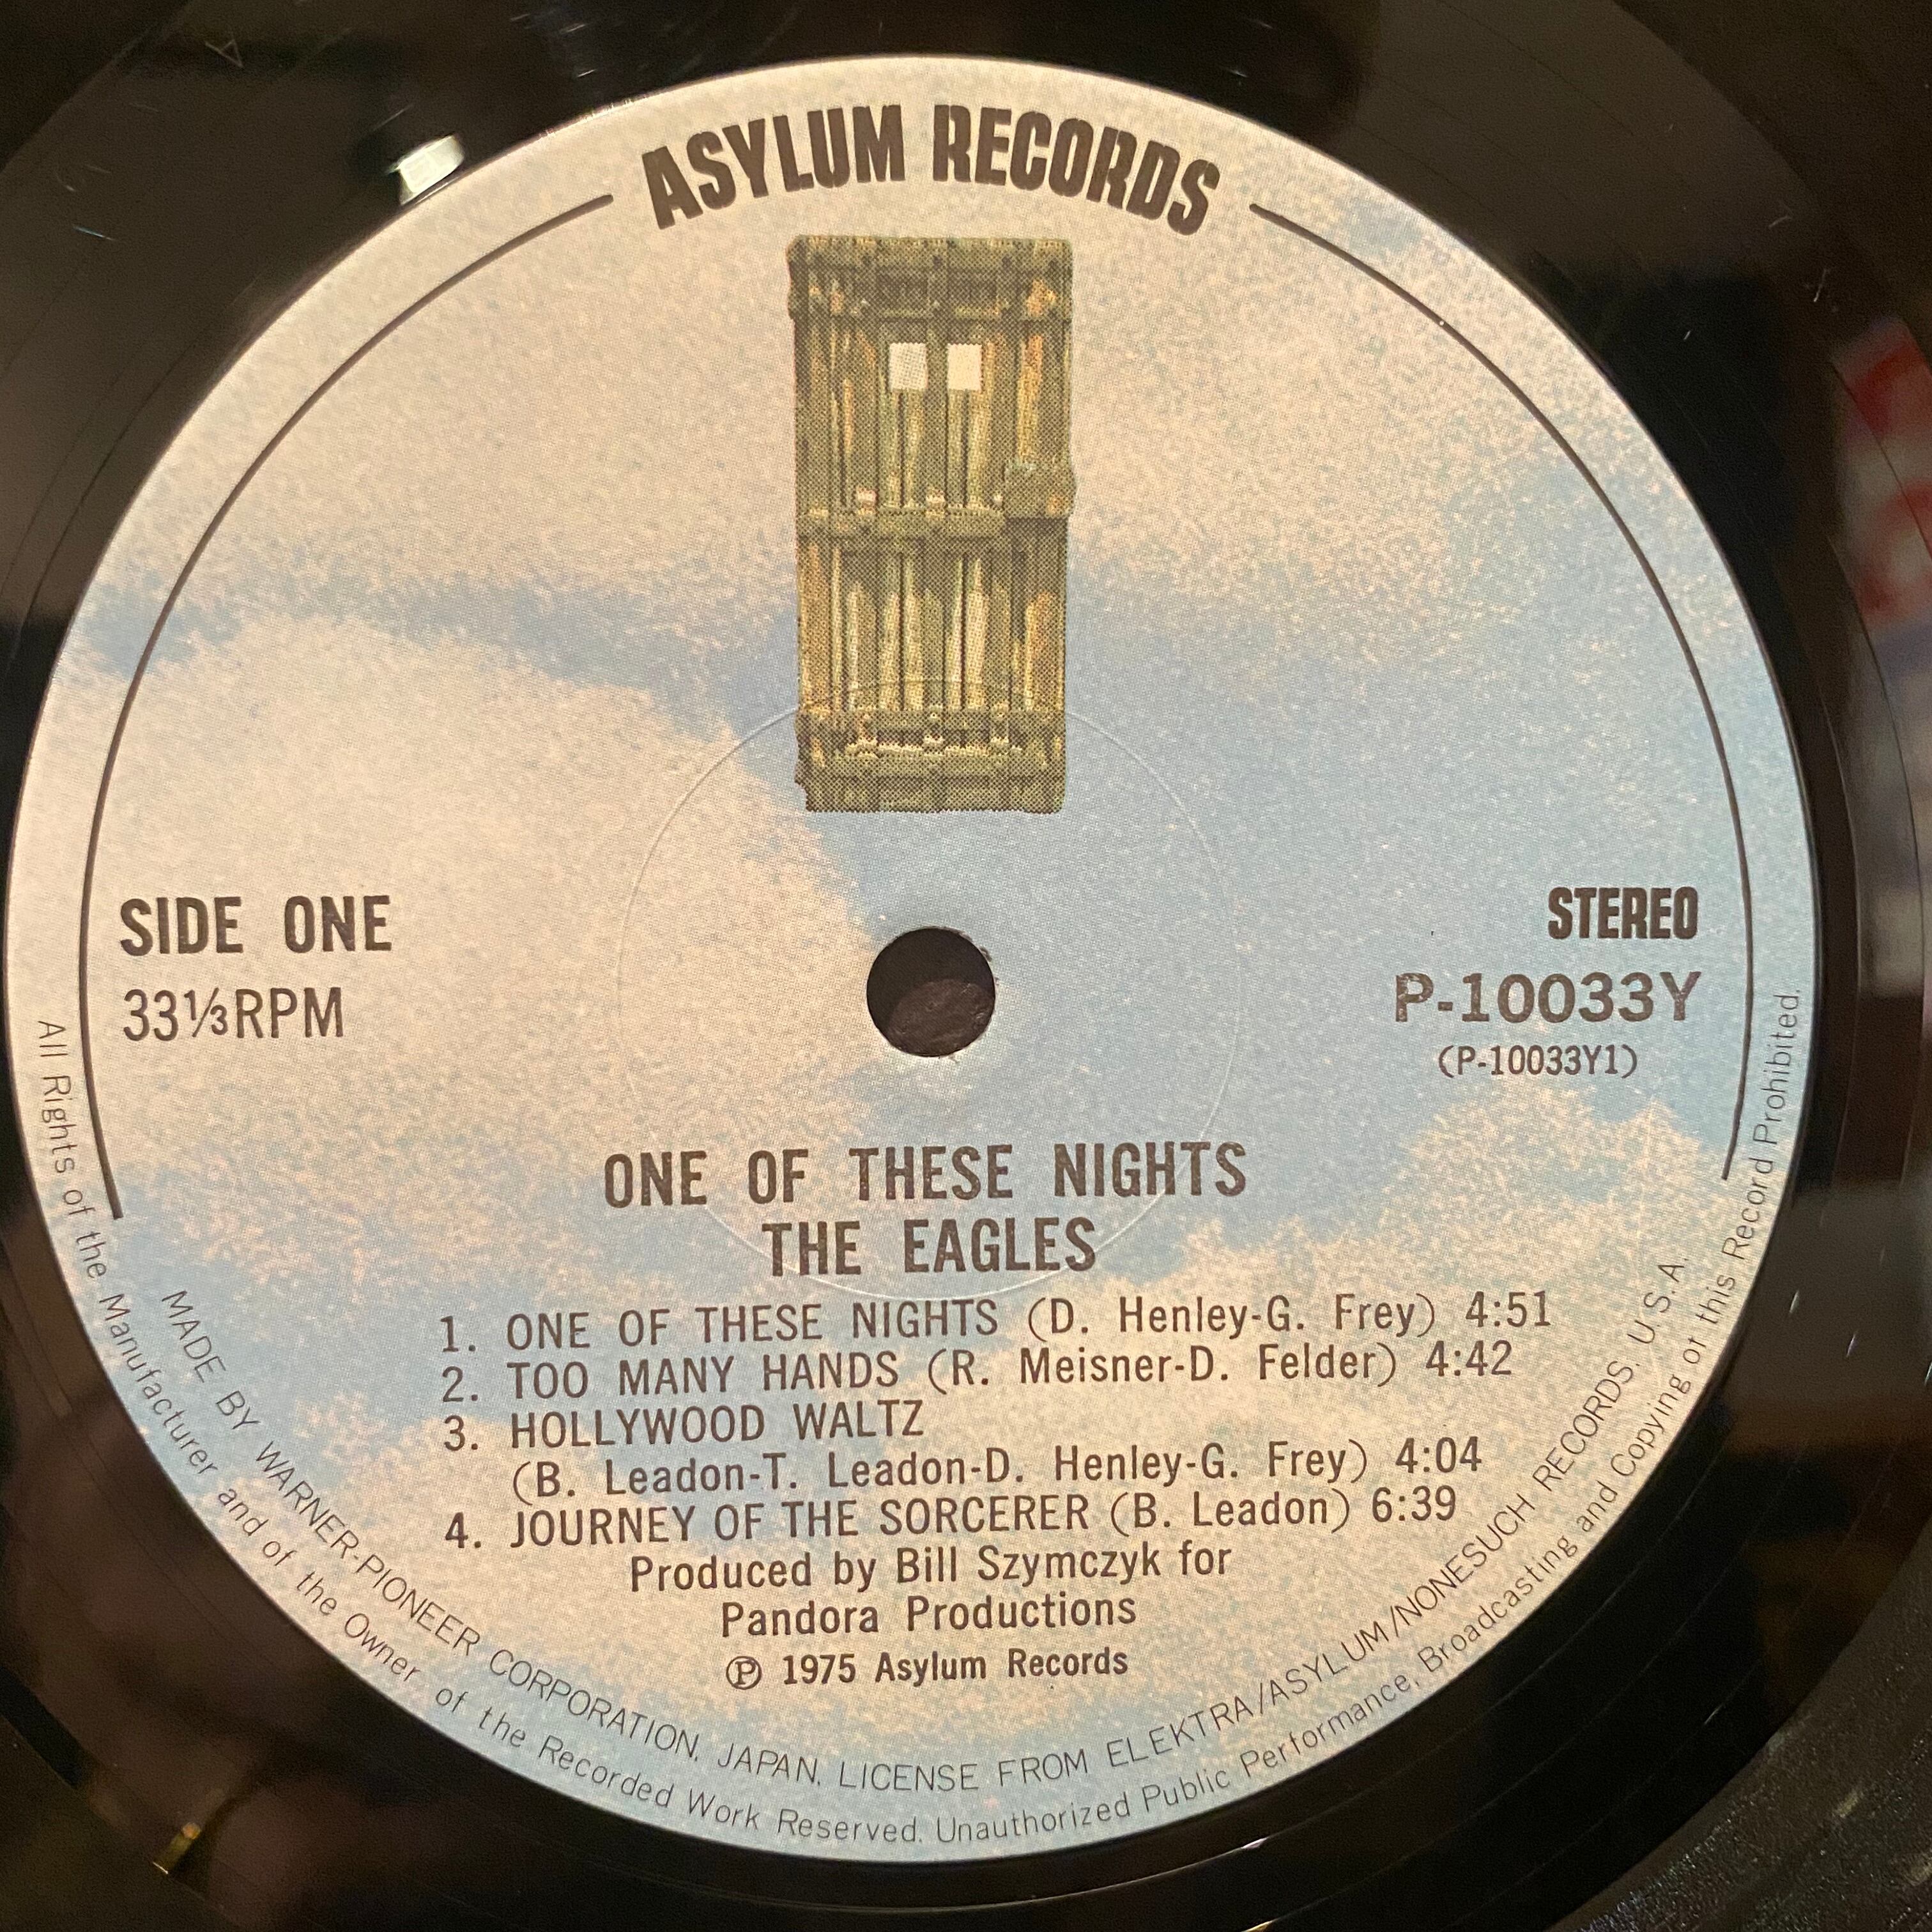 ASYLUM RECORDS
SIDE ONE
33⅓RPM
STEREO
P-10033Y
(P-10033Y1)
ONE OF THESE NIGHTS
THE EAGLES
1. ONE OF THESE NIGHTS (D. Henley-G. Frey) 4:51
2. TOO MANY HANDS (R. Meisner-D. Felder) 4:42
3. HOLLYWOOD WALTZ
(B. Leadon-T. Leadon-D. Henley-G. Frey) 4:04
4. JOURNEY OF THE SORCERER (B. Leadon) 6:39
Produced by Bill Szymczyk for
Pandora Productions
℗ 1975 Asylum Records
MADE BY WARNER-PIONEER CORPORATION, JAPAN. LICENSE FROM ELEKTRA/ASYLUM/NONESUCH RECORDS, U.S.A.
All Rights of the Manufacturer and of the Owner of the Recorded Work Reserved. Unauthorized Public Performance, Broadcasting and Copying of this Record Prohibited.